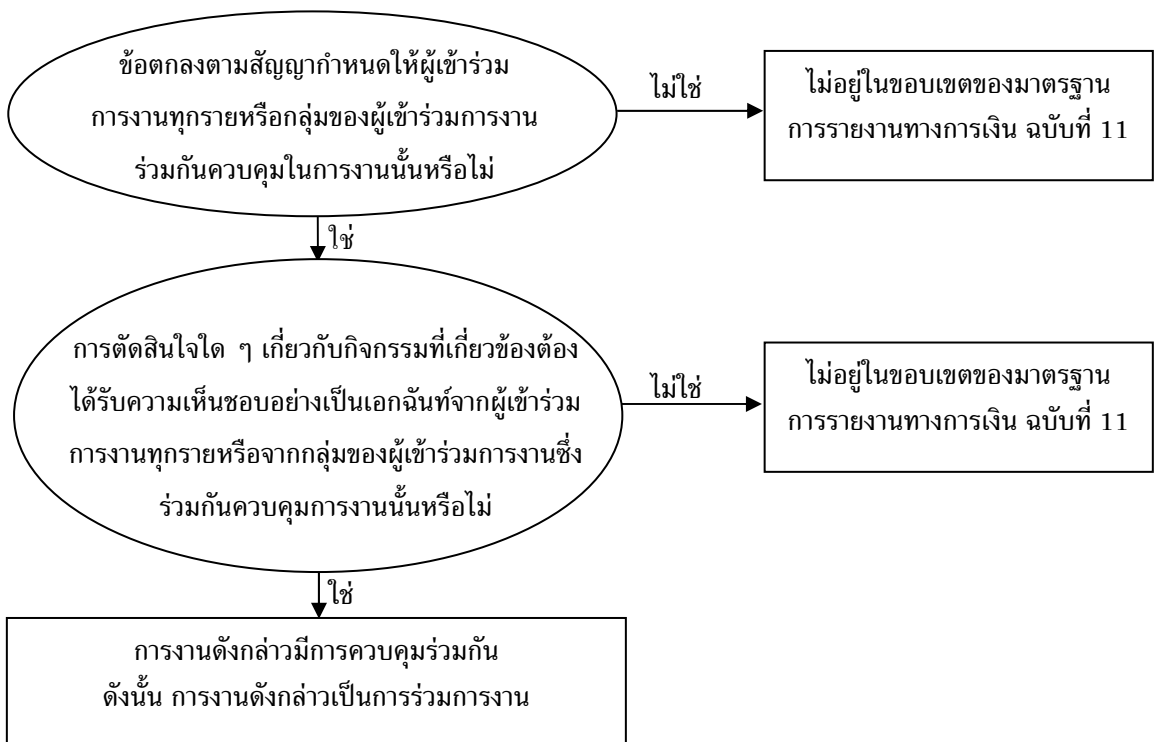 ข้อตกลงตามสัญญากำหนดให้ผู้เข้าร่วม
การงานทุกรายหรือกลุ่มของผู้เข้าร่วมการงาน
ร่วมกันควบคุมในการงานนั้นหรือไม่
ไม่ใช่
ไม่อยู่ในขอบเขตของมาตรฐาน
การรายงานทางการเงิน ฉบับที่ 11
ใช่
การตัดสินใจใด ๆ เกี่ยวกับกิจกรรมที่เกี่ยวข้องต้อง
ได้รับความเห็นชอบอย่างเป็นเอกฉันท์จากผู้เข้าร่วม
การงานทุกรายหรือจากกลุ่มของผู้เข้าร่วมการงานซึ่ง
ร่วมกันควบคุมการงานนั้นหรือไม่
ไม่ใช่
ไม่อยู่ในขอบเขตของมาตรฐาน
การรายงานทางการเงิน ฉบับที่ 11
ใช่
การงานดังกล่าวมีการควบคุมร่วมกัน
ดังนั้น การงานดังกล่าวเป็นการร่วมการงาน